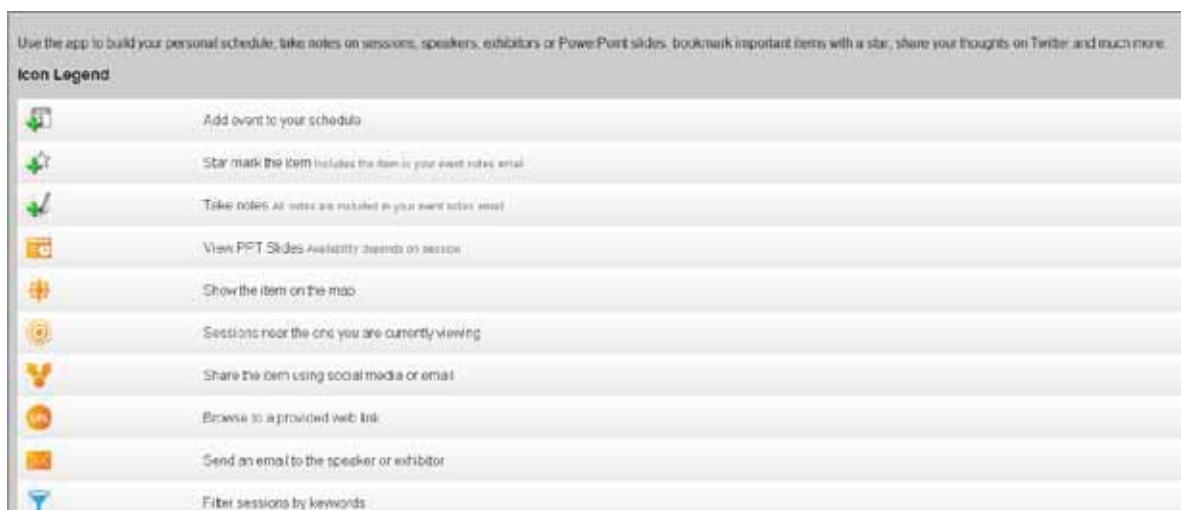 Use the app to build your personal schedule, take notes on sessions, speakers, exhibitors or PowerPoint slides, bookmark important items with a star, share your thoughts on Twitter and much more.
Icon Legend
Add event to your schedule
Star mark the item Includes the item in your event notes email
Take notes All notes are included in your event notes email
View PPT Slides Availability depends on session
Show the item on the map
Sessions near the one you are currently viewing
Share the item using social media or email
Browse to a provided web link
Send an email to the speaker or exhibitor
Filter sessions by keywords